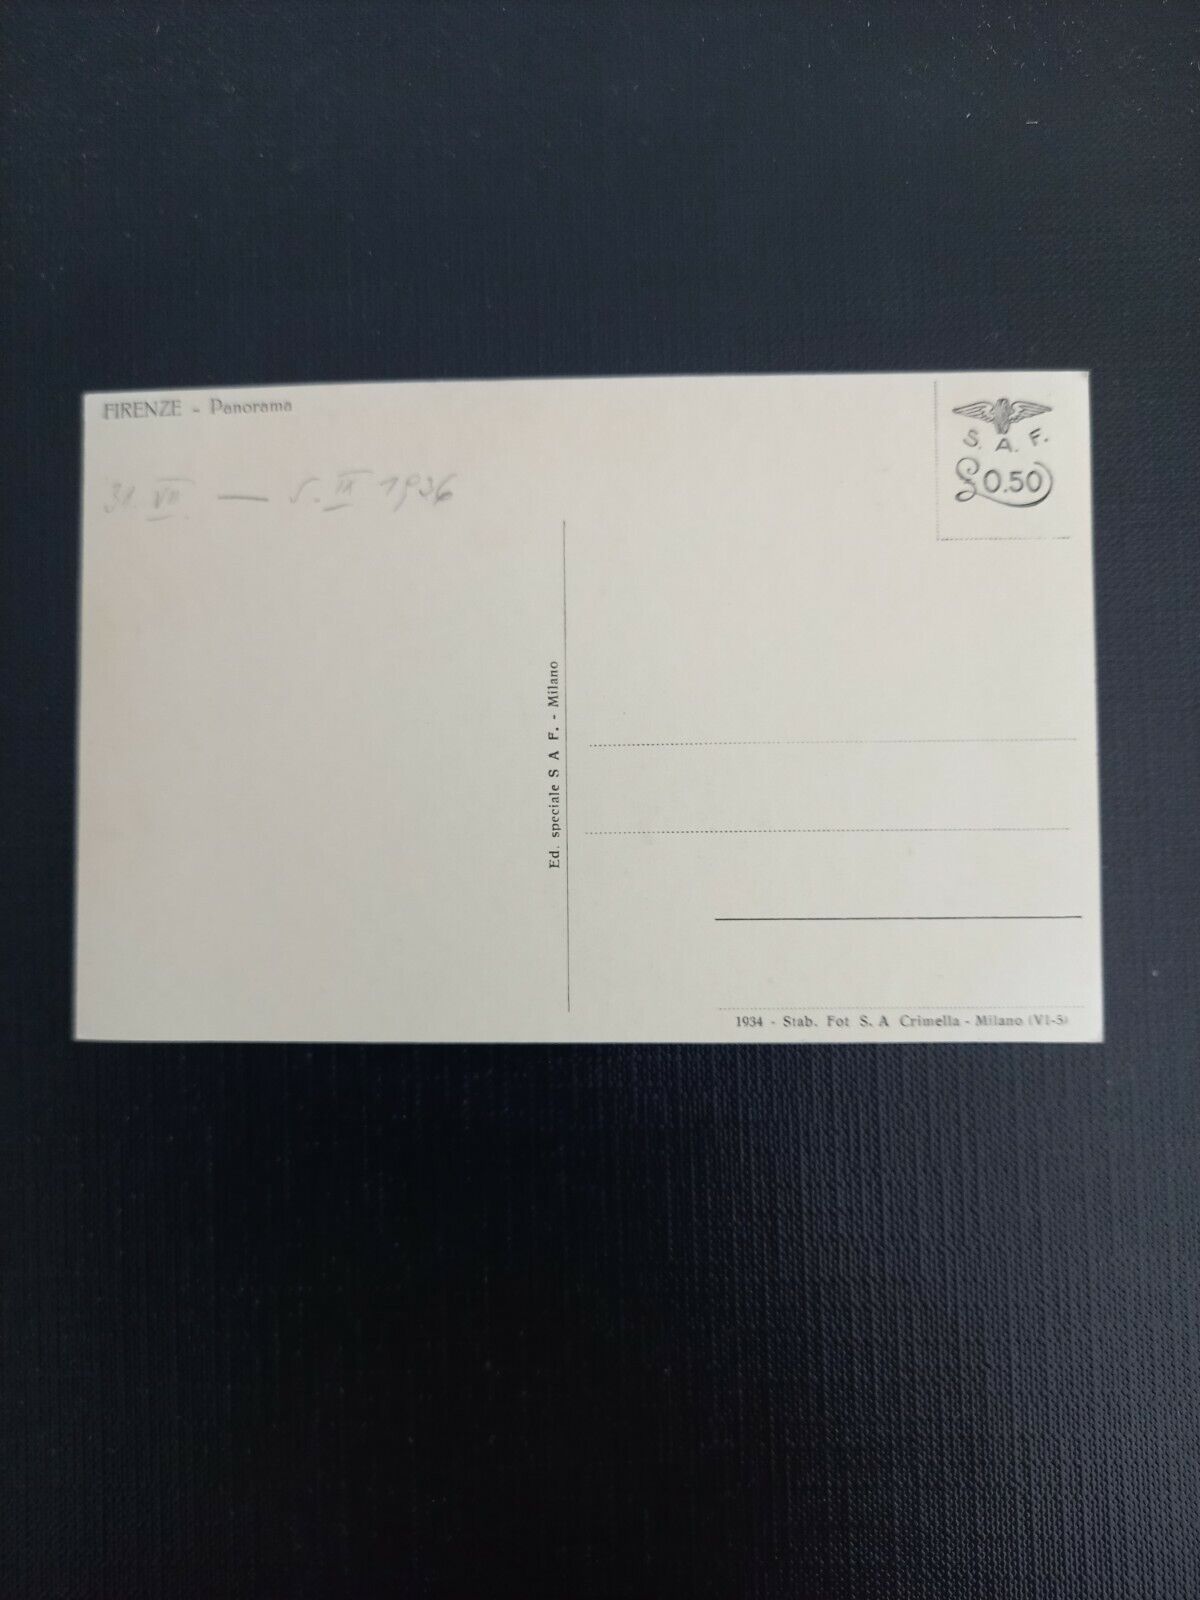 FIRENZE - Panorama
S. A. F.
£ 0.50
31. VII — 5. IX 1936
Ed. speciale S A F. - Milano
1934 - Stab. Fot S. A Crimella - Milano (VI-5)